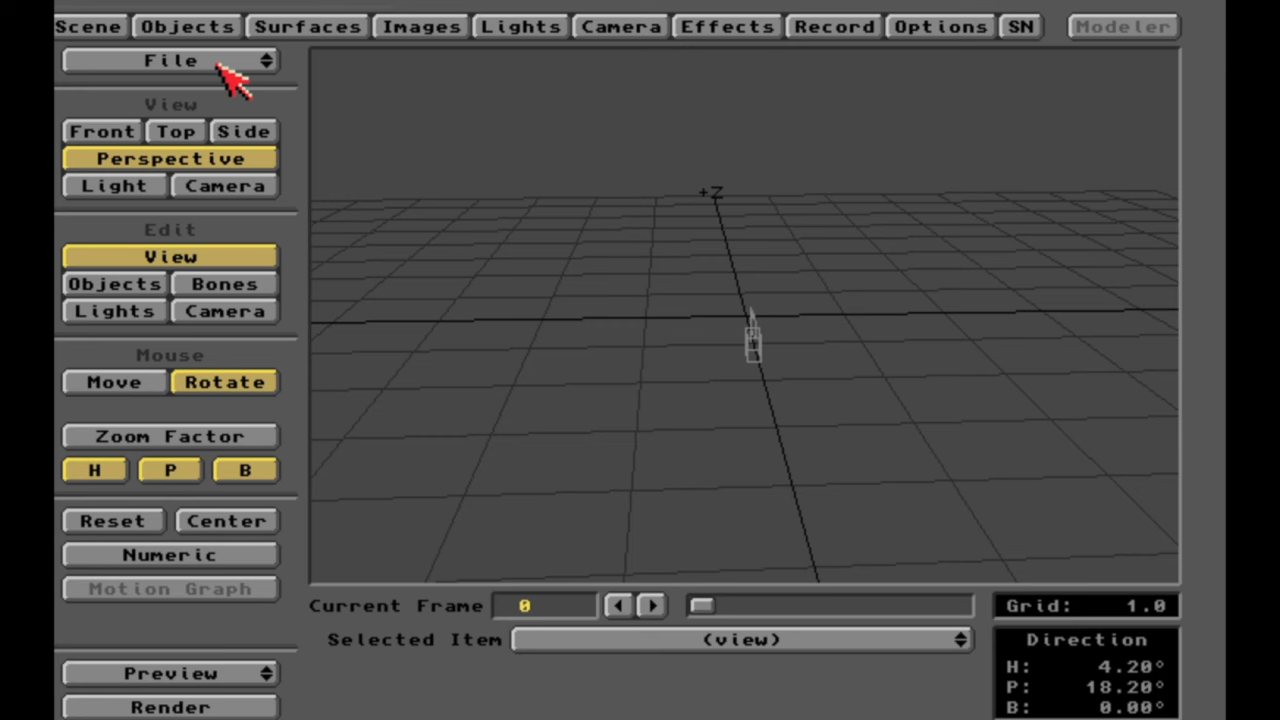 Scene Objects Surfaces Images Lights Camera Effects Record Options SN Modeler
File
View
Front Top Side
Perspective
Light Camera
Edit
View
Objects Bones
Lights Camera
Mouse
Move Rotate
Zoom Factor
H P B
Reset Center
Numeric
Motion Graph
Preview
Render
+Z
Current Frame 0
Selected Item (view)
Grid: 1.0
Direction
H: 4.20°
P: 18.20°
B: 0.00°